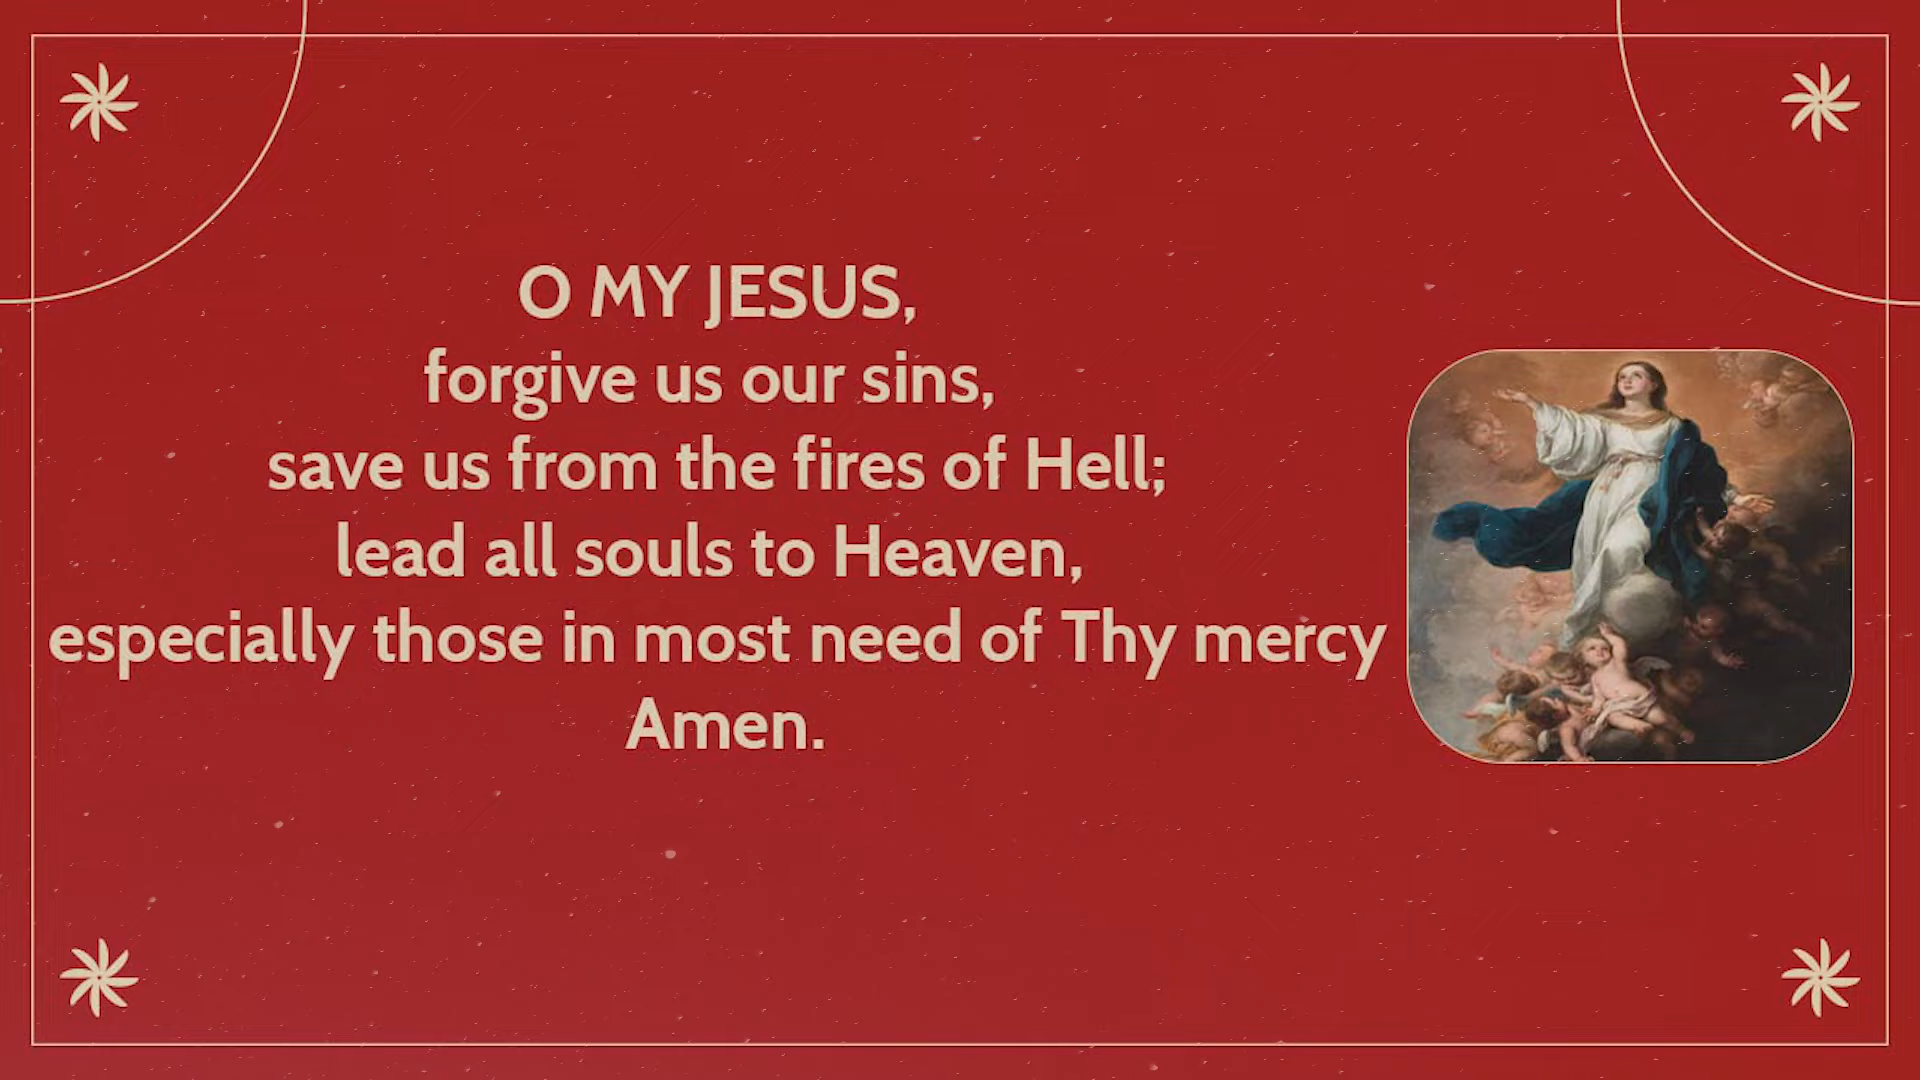 O MY JESUS,
forgive us our sins,
save us from the fires of Hell;
lead all souls to Heaven,
especially those in most need of Thy mercy
Amen.